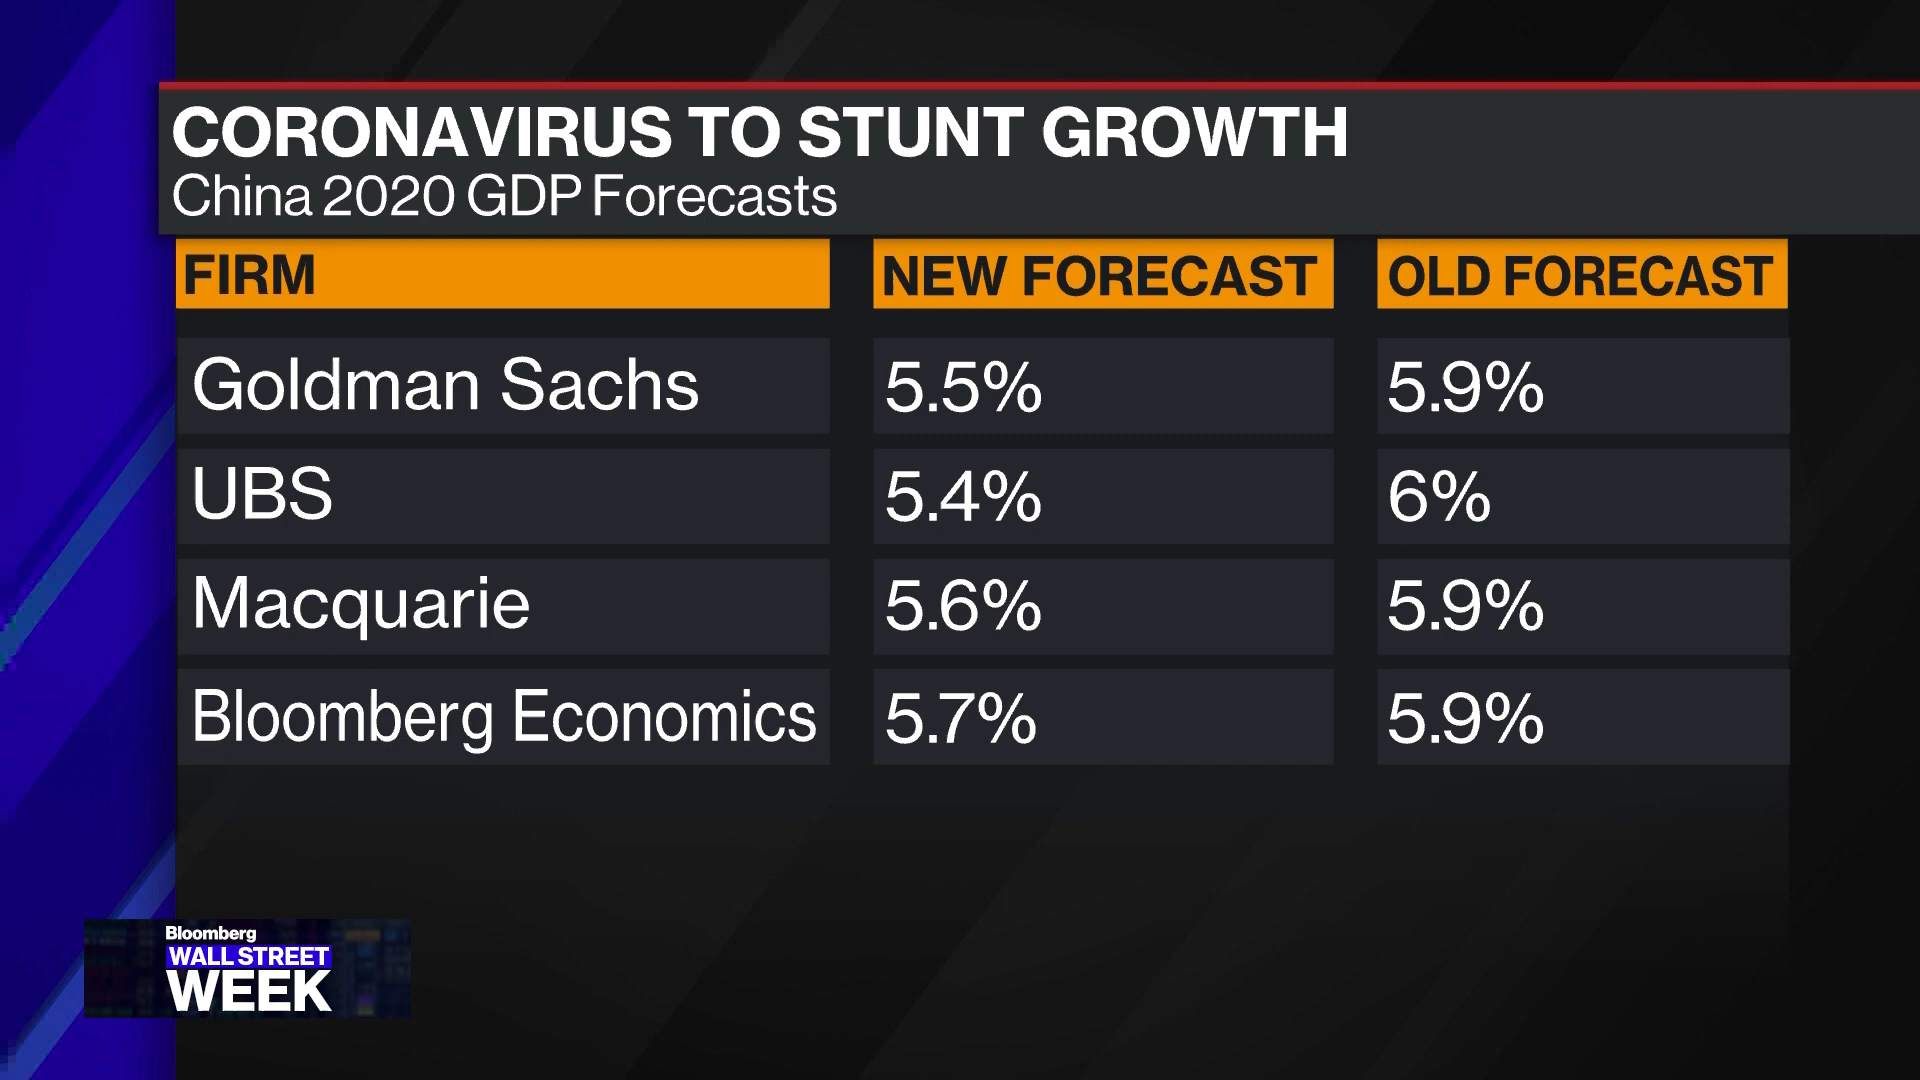 CORONAVIRUS TO STUNT GROWTH
China 2020 GDP Forecasts
FIRM NEW FORECAST OLD FORECAST
Goldman Sachs 5.5% 5.9%
UBS 5.4% 6%
Macquarie 5.6% 5.9%
Bloomberg Economics 5.7% 5.9%
Bloomberg
WALL STREET
WEEK